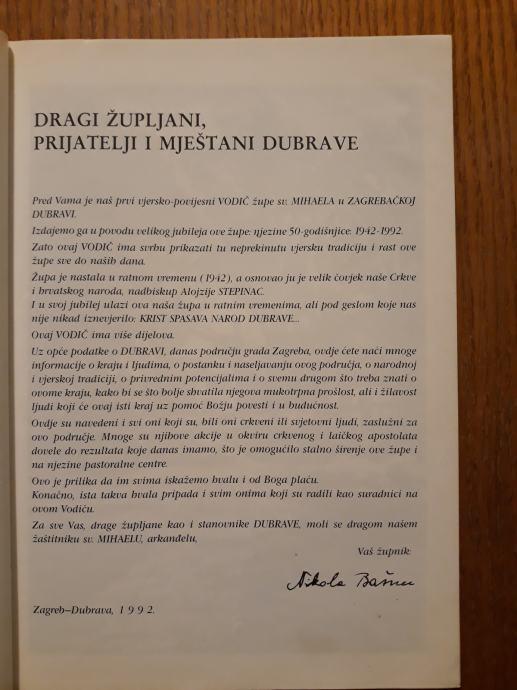 DRAGI ŽUPLJANI,
PRIJATELJI I MJEŠTANI DUBRAVE
Pred Vama je naš prvi vjersko-povijesni VODIČ župe sv. MIHAELA u ZAGREBAČKOJ
DUBRAVI.
Izdajemo ga u povodu velikog jubileja ove župe: njezine 50-godišnjice: 1942-1992.
Zato ovaj VODIČ ima svrhu prikazati tu neprekinutu vjersku tradiciju i rast ove
župe sve do naših dana.
Župa je nastala u ratnom vremenu (1942), a osnovao ju je velik čovjek naše Crkve
i hrvatskog naroda, nadbiskup Alojzije STEPINAC.
I u svoj jubilej ulazi ova naša župa u ratnim vremenima, ali pod geslom koje nas
nije nikad iznevjerilo: KRIST SPASAVA NAROD DUBRAVE...
Ovaj VODIČ ima više dijelova.
Uz opće podatke o DUBRAVI, danas području grada Zagreba, ovdje ćete naći mnoge
informacije o kraju i ljudima, o postanku i naseljavanju ovog područja, o narodnoj
i vjerskoj tradiciji, o privrednim potencijalima i o svemu drugom što treba znati o
ovome kraju, kako bi se što bolje shvatila njegova mukotrpna prošlost, ali i žilavost
ljudi koji će ovaj isti kraj uz pomoć Božju povesti i u budućnost.
Ovdje su navedeni i svi oni koji su, bili oni crkveni ili svjetovni ljudi, zaslužni za
ovo područje. Mnoge su njihove akcije u okviru crkvenog i laičkog apostolata
dovele do rezultata koje danas imamo, što je omogućilo stalno širenje ove župe i
na njezine pastoralne centre.
Ovo je prilika da im svima iskažemo hvalu i od Boga plaću.
Konačno, ista takva hvala pripada i svim onima koji su radili kao suradnici na
ovom Vodiču.
Za sve Vas, drage župljane kao i stanovnike DUBRAVE, moli se dragom našem
zaštitniku sv. MIHAELU, arkanđelu,
Vaš župnik:
Nikola
Zagreb–Dubrava, 1992.